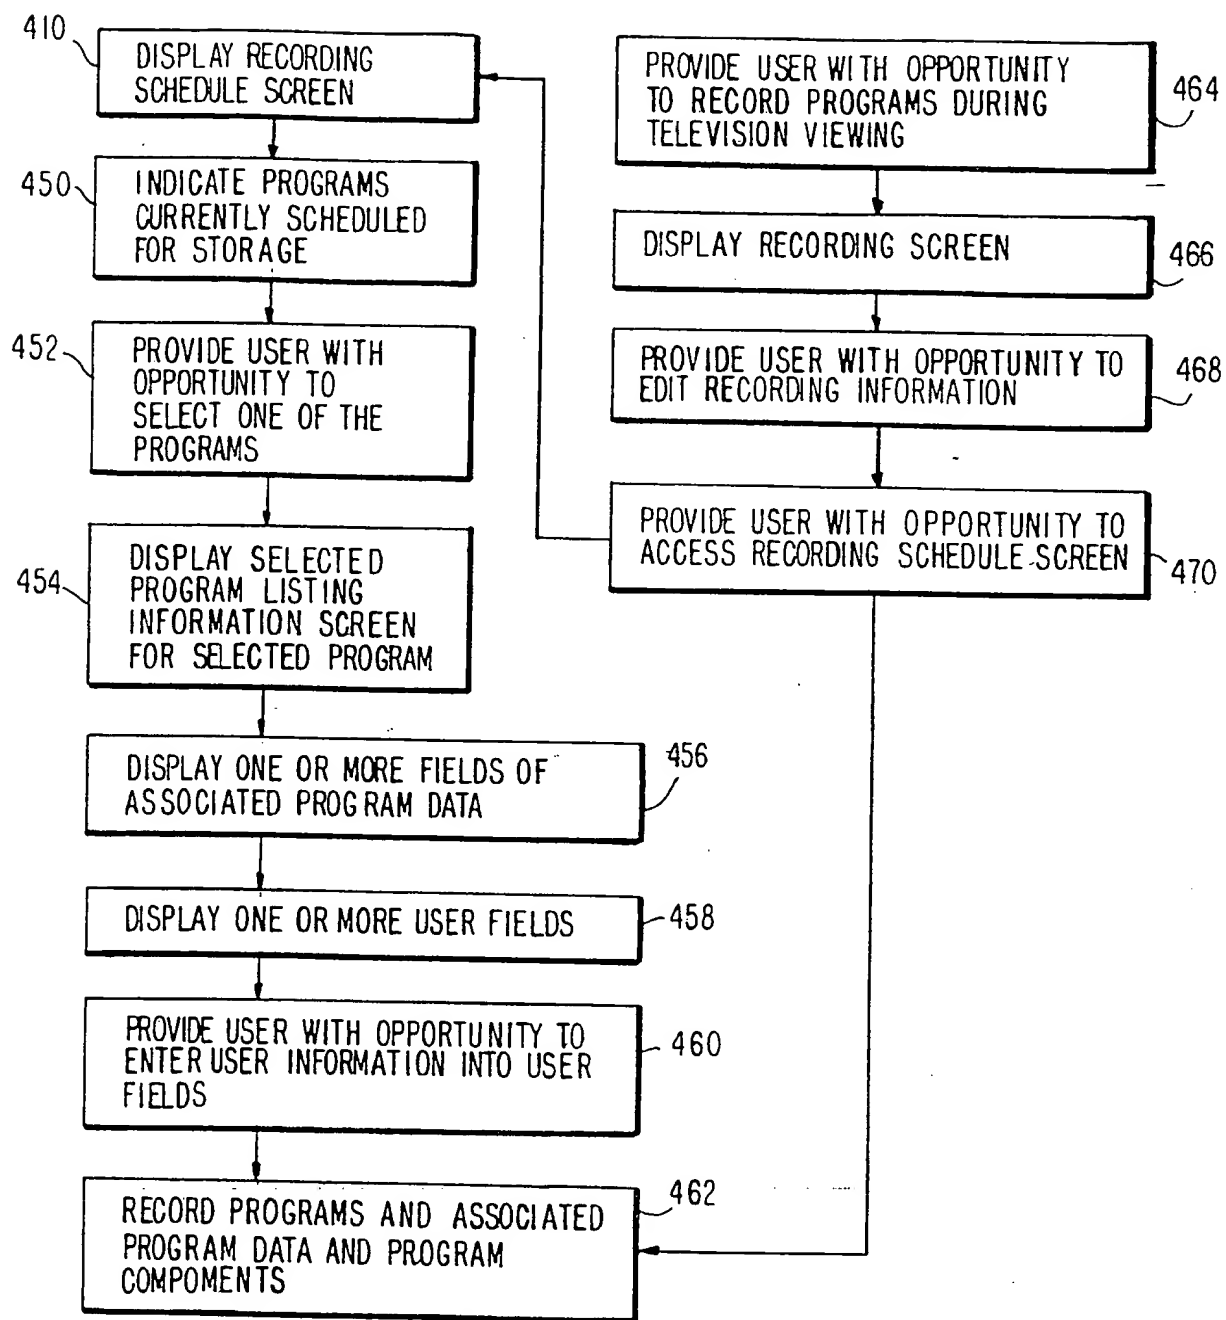 410
DISPLAY RECORDING
SCHEDULE SCREEN
450
INDICATE PROGRAMS
CURRENTLY SCHEDULED
FOR STORAGE
452
PROVIDE USER WITH
OPPORTUNITY TO
SELECT ONE OF THE
PROGRAMS
454
DISPLAY SELECTED
PROGRAM LISTING
INFORMATION SCREEN
FOR SELECTED PROGRAM
DISPLAY ONE OR MORE FIELDS OF
ASSOCIATED PROGRAM DATA
456
DISPLAY ONE OR MORE USER FIELDS
458
PROVIDE USER WITH OPPORTUNITY TO
ENTER USER INFORMATION INTO USER
FIELDS
460
RECORD PROGRAMS AND ASSOCIATED
PROGRAM DATA AND PROGRAM
COMPOMENTS
462
PROVIDE USER WITH OPPORTUNITY
TO RECORD PROGRAMS DURING
TELEVISION VIEWING
464
DISPLAY RECORDING SCREEN
466
PROVIDE USER WITH OPPORTUNITY TO
EDIT RECORDING INFORMATION
468
PROVIDE USER WITH OPPORTUNITY TO
ACCESS RECORDING SCHEDULE SCREEN
470